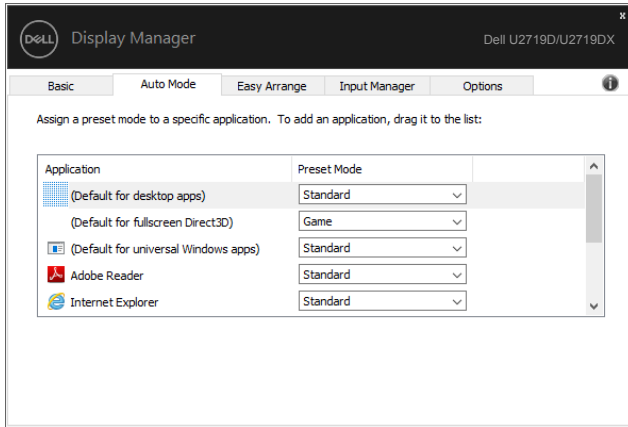 x
DELL Display Manager Dell U2719D/U2719DX
Basic Auto Mode Easy Arrange Input Manager Options i
Assign a preset mode to a specific application. To add an application, drag it to the list:
Application Preset Mode
(Default for desktop apps) Standard
(Default for fullscreen Direct3D) Game
(Default for universal Windows apps) Standard
Adobe Reader Standard
Internet Explorer Standard